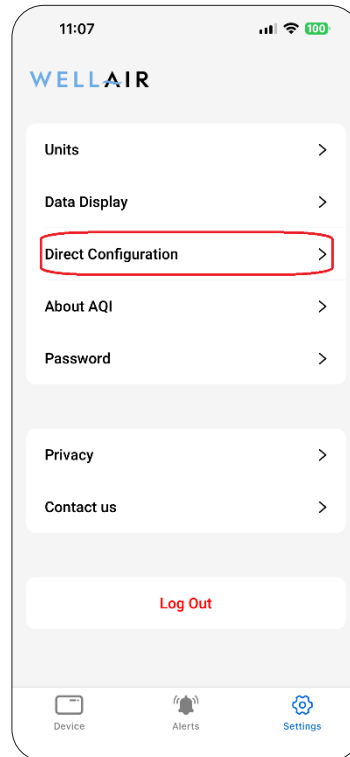 11:07
100
WELLAIR
Units
Data Display
Direct Configuration
About AQI
Password
Privacy
Contact us
Log Out
Device
Alerts
Settings